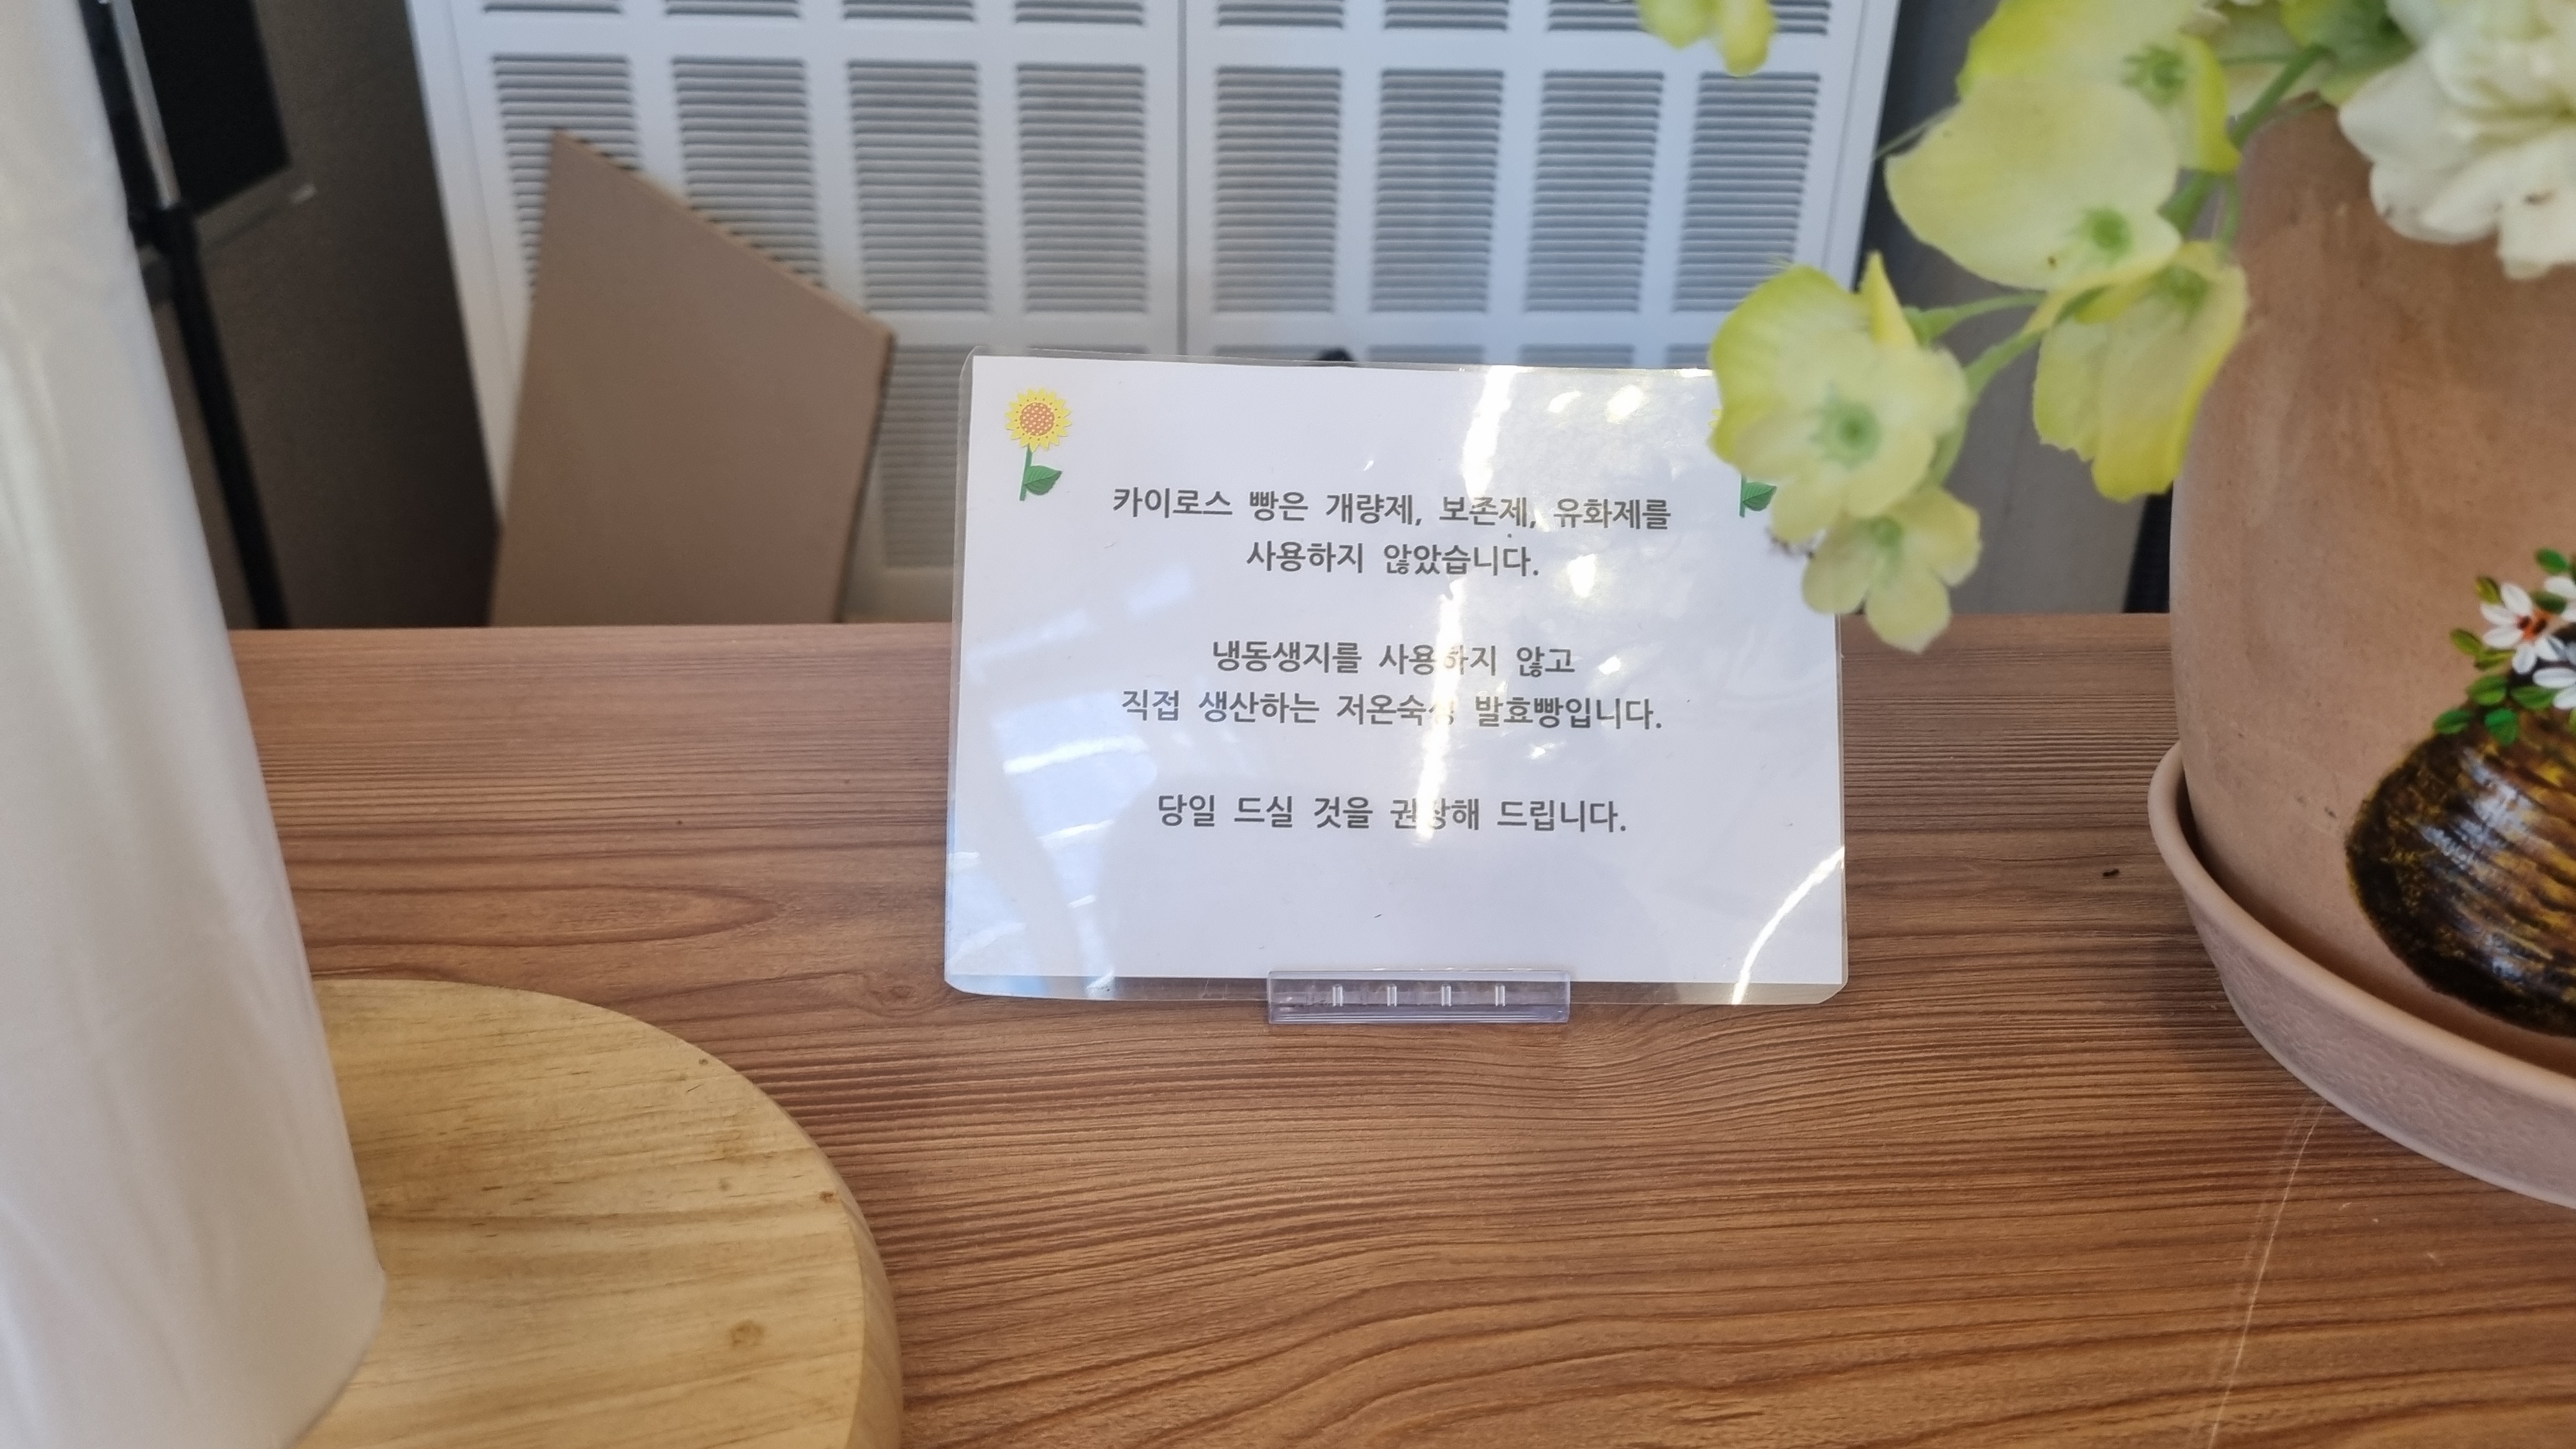 카이로스 빵은 개량제, 보존제, 유화제를
사용하지 않았습니다.
냉동생지를 사용하지 않고
직접 생산하는 저온숙성 발효빵입니다.
당일 드실 것을 권장해 드립니다.